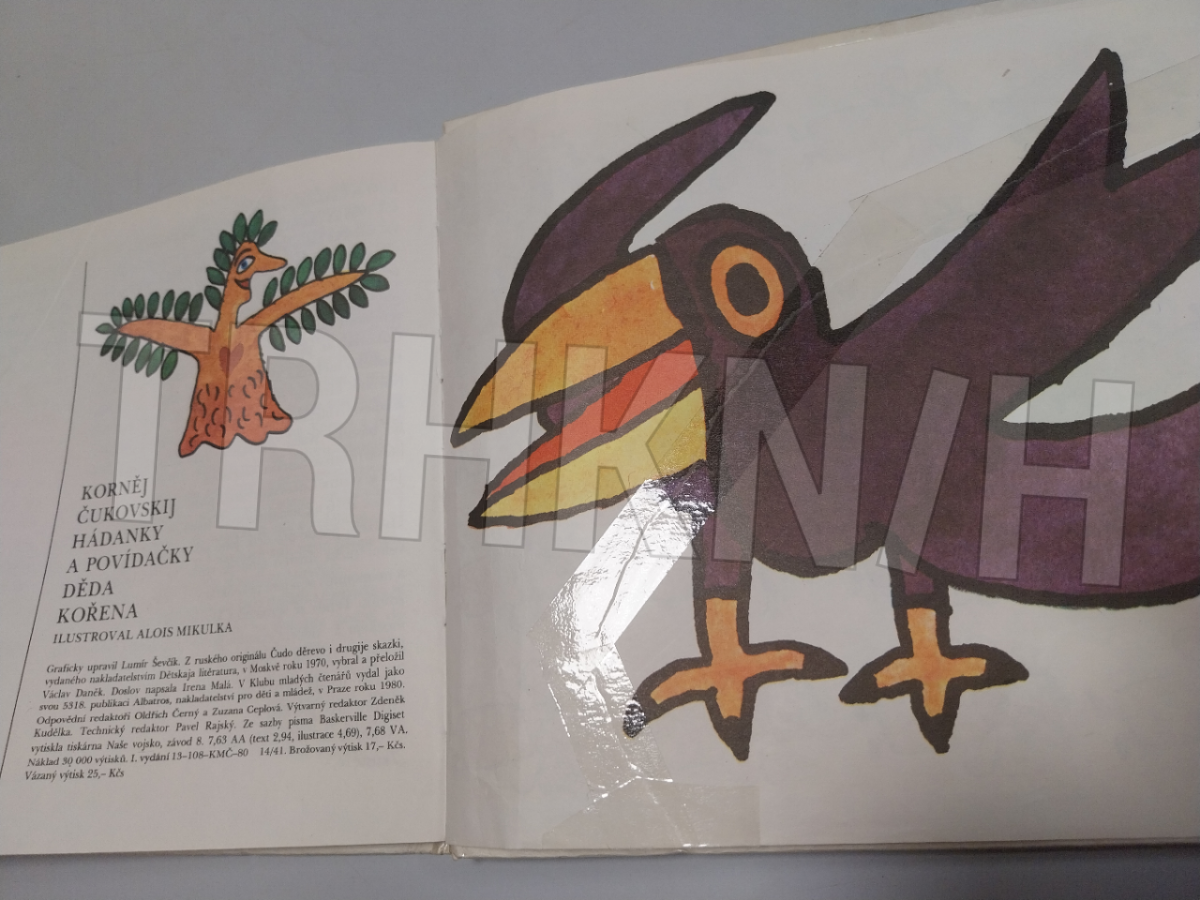 KORNĚJ
ČUKOVSKIJ
HÁDANKY
A POVÍDAČKY
DĚDA
KOŘENA
ILUSTROVAL ALOIS MIKULKA
Graficky upravil Lumír Ševčík. Z ruského originálu Čudo děrevo i drugije skazki,
vydaného nakladatelstvím Dětskaja litěratura, v Moskvě roku 1970, vybral a přeložil
Václav Daněk. Doslov napsala Irena Malá. V Klubu mladých čtenářů vydal jako
svou 5318. publikaci Albatros, nakladatelství pro děti a mládež, v Praze roku 1980.
Odpovědní redaktoři Oldřich Černý a Zuzana Ceplová. Výtvarný redaktor Zdeněk
Kudělka. Technický redaktor Pavel Rajský. Ze sazby písma Baskerville Digiset
vytiskla tiskárna Naše vojsko, závod 8. 7,63 AA (text 2,94, ilustrace 4,69), 7,68 VA.
Náklad 30 000 výtisků. I. vydání 13–108–KMČ–80 14/41. Brožovaný výtisk 17,– Kčs.
Vázaný výtisk 25,– Kčs
TRHKN/H